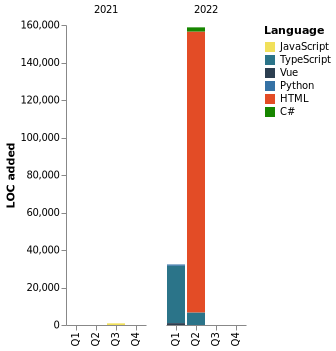 2021
2022
LOC added
160,000
140,000
120,000
100,000
80,000
60,000
40,000
20,000
0
Q1
Q2
Q3
Q4
Q1
Q2
Q3
Q4
Language
JavaScript
TypeScript
Vue
Python
HTML
C#